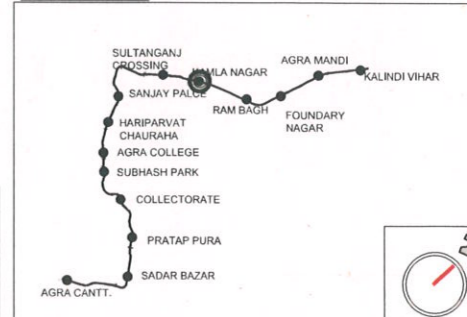 SULTANGANJ
CROSSING
KAMLA NAGAR
AGRA MANDI
KALINDI VIHAR
SANJAY PALCE
RAM BAGH
FOUNDARY
NAGAR
HARIPARVAT
CHAURAHA
AGRA COLLEGE
SUBHASH PARK
COLLECTORATE
PRATAP PURA
SADAR BAZAR
AGRA CANTT.